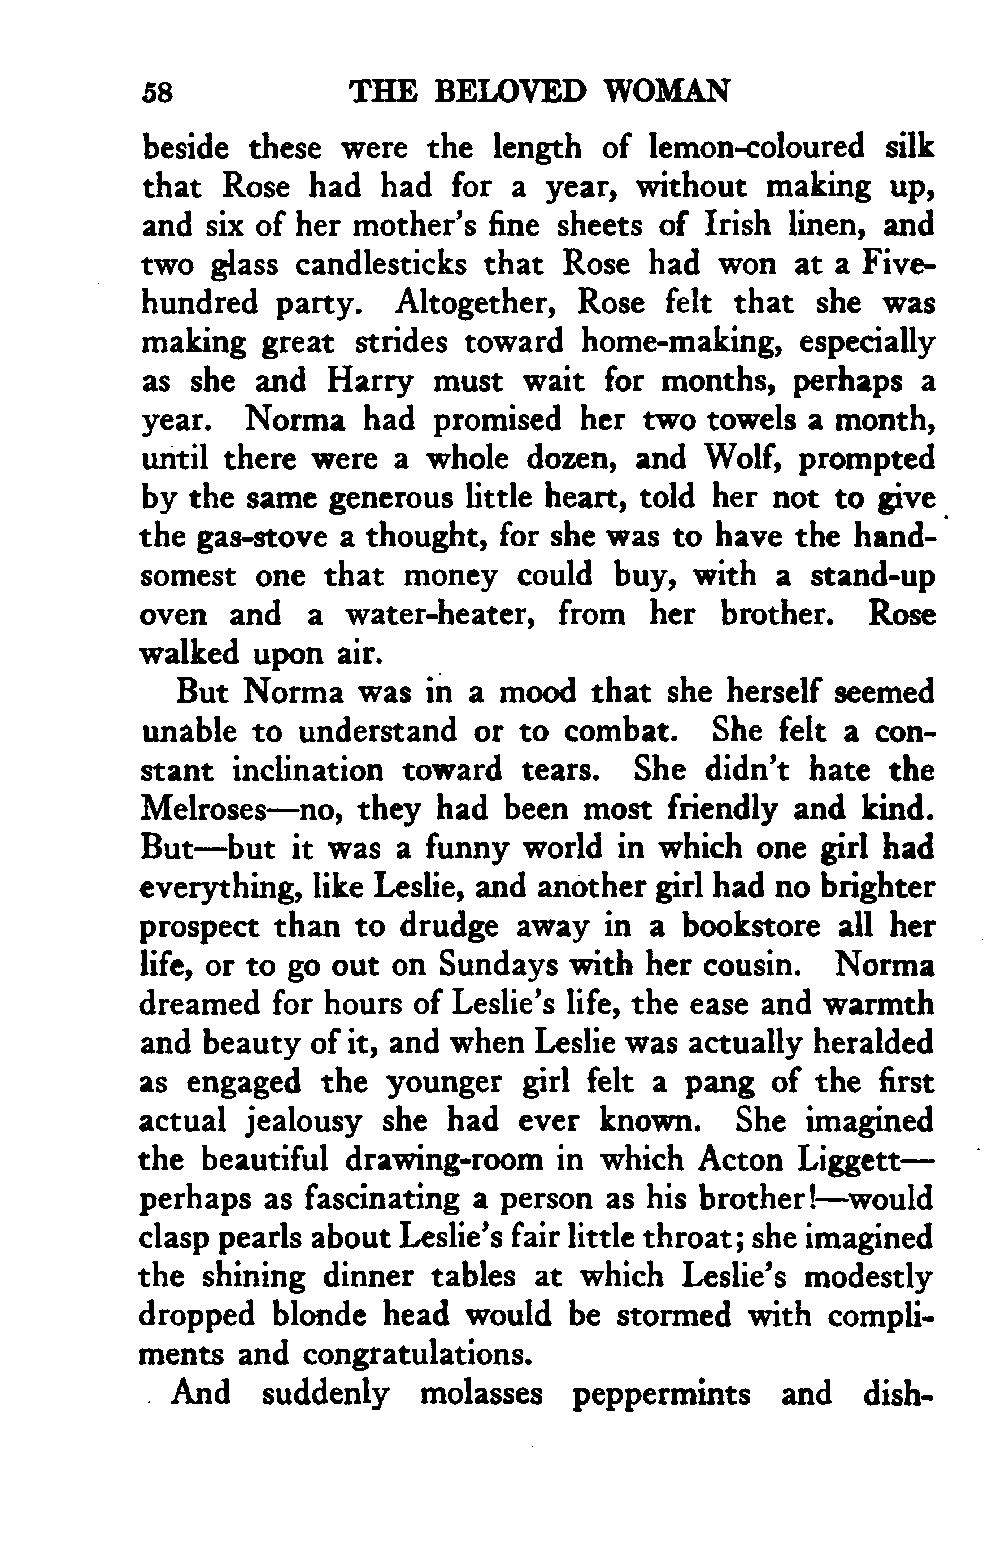 58 THE BELOVED WOMAN
beside these were the length of lemon-coloured silk
that Rose had had for a year, without making up,
and six of her mother's fine sheets of Irish linen, and
two glass candlesticks that Rose had won at a Five-
hundred party. Altogether, Rose felt that she was
making great strides toward home-making, especially
as she and Harry must wait for months, perhaps a
year. Norma had promised her two towels a month,
until there were a whole dozen, and Wolf, prompted
by the same generous little heart, told her not to give
the gas-stove a thought, for she was to have the hand-
somest one that money could buy, with a stand-up
oven and a water-heater, from her brother. Rose
walked upon air.
But Norma was in a mood that she herself seemed
unable to understand or to combat. She felt a con-
stant inclination toward tears. She didn't hate the
Melroses—no, they had been most friendly and kind.
But—but it was a funny world in which one girl had
everything, like Leslie, and another girl had no brighter
prospect than to drudge away in a bookstore all her
life, or to go out on Sundays with her cousin. Norma
dreamed for hours of Leslie's life, the ease and warmth
and beauty of it, and when Leslie was actually heralded
as engaged the younger girl felt a pang of the first
actual jealousy she had ever known. She imagined
the beautiful drawing-room in which Acton Liggett—
perhaps as fascinating a person as his brother!—would
clasp pearls about Leslie's fair little throat; she imagined
the shining dinner tables at which Leslie's modestly
dropped blonde head would be stormed with compli-
ments and congratulations.
And suddenly molasses peppermints and dish-